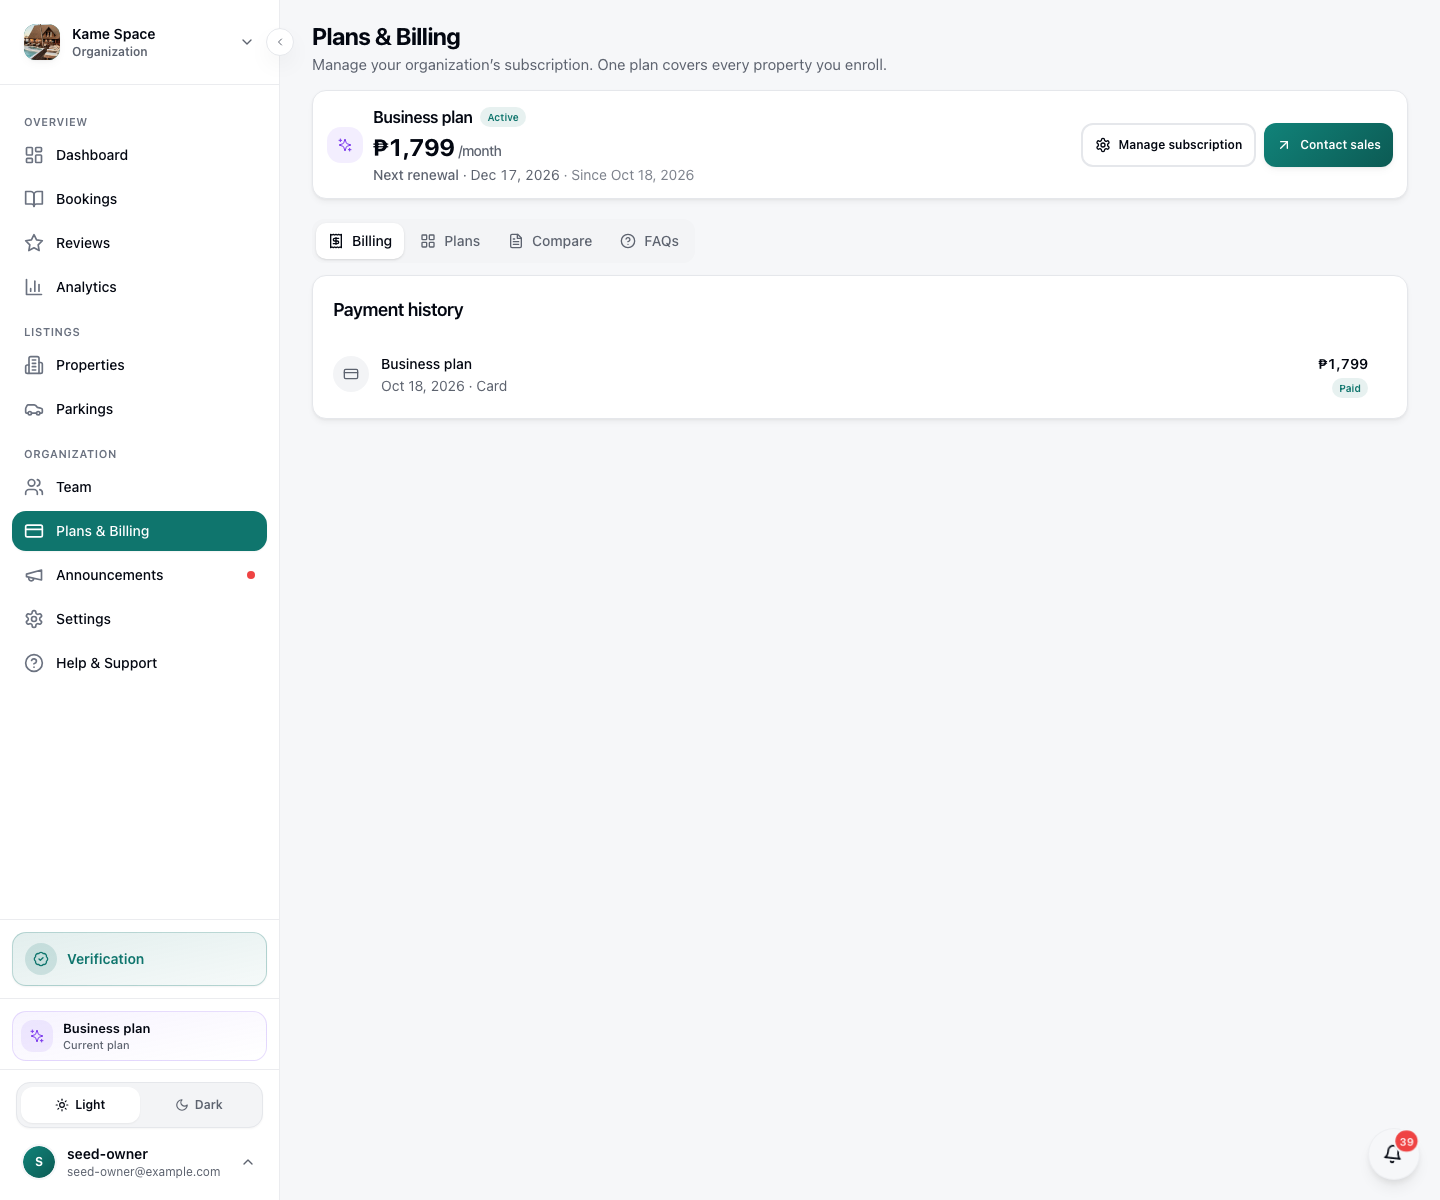 Kame Space
Organization
OVERVIEW
Dashboard
Bookings
Reviews
Analytics
LISTINGS
Properties
Parkings
ORGANIZATION
Team
Plans & Billing
Announcements
Settings
Help & Support
Verification
Business plan
Current plan
Light
Dark
S
seed-owner
seed-owner@example.com
Plans & Billing
Manage your organization's subscription. One plan covers every property you enroll.
Business plan Active
₱1,799 /month
Next renewal · Dec 17, 2026 · Since Oct 18, 2026
Manage subscription
Contact sales
Billing
Plans
Compare
FAQs
Payment history
Business plan
Oct 18, 2026 · Card
₱1,799
Paid
39